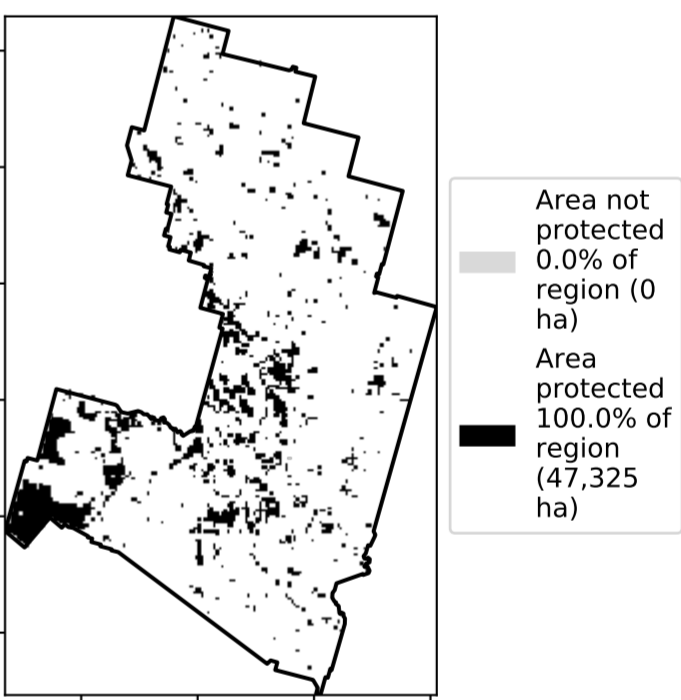 Area not
protected
0.0% of
region (0
ha)
Area
protected
100.0% of
region
(47,325
ha)